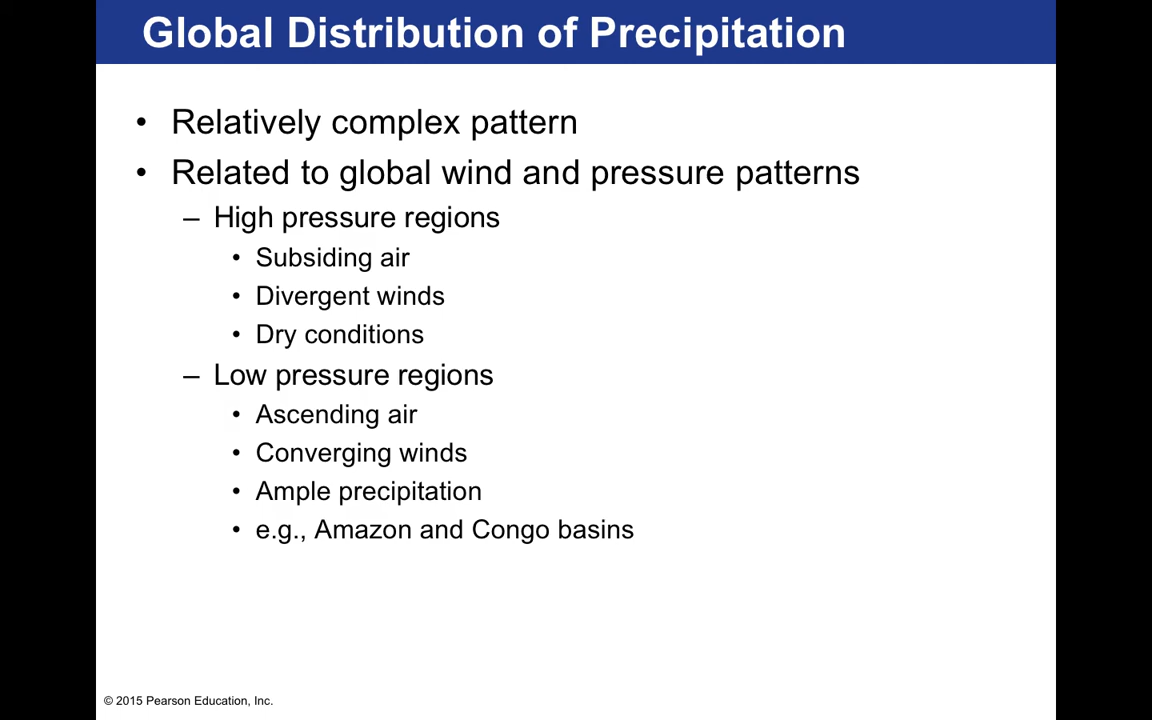 Global Distribution of Precipitation
• Relatively complex pattern
• Related to global wind and pressure patterns
– High pressure regions
• Subsiding air
• Divergent winds
• Dry conditions
– Low pressure regions
• Ascending air
• Converging winds
• Ample precipitation
• e.g., Amazon and Congo basins
© 2015 Pearson Education, Inc.